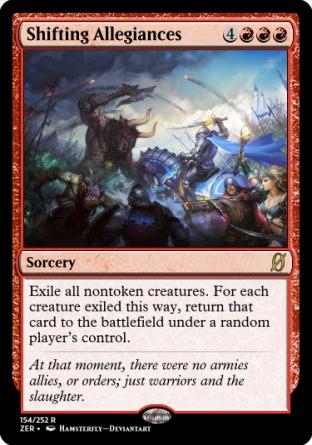 Shifting Allegiances 4
Sorcery
Exile all nontoken creatures. For each
creature exiled this way, return that
card to the battlefield under a random
player's control.
At that moment, there were no armies
allies, or orders; just warriors and the
slaughter.
154/252 R
ZER • Hamsterfly—Deviantart